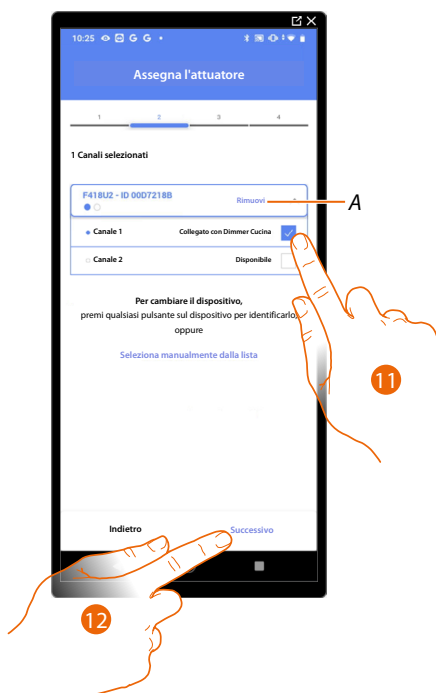 10:25 G G
Assegna l'attuatore
1 2 3 4
1 Canali selezionati
F418U2 - ID 00D7218B
Rimuovi
A
Canale 1 Collegato con Dimmer Cucina
Canale 2 Disponibile
Per cambiare il dispositivo,
premi qualsiasi pulsante sul dispositivo per identificarlo,
oppure
Seleziona manualmente dalla lista
11
Indietro Successivo
12